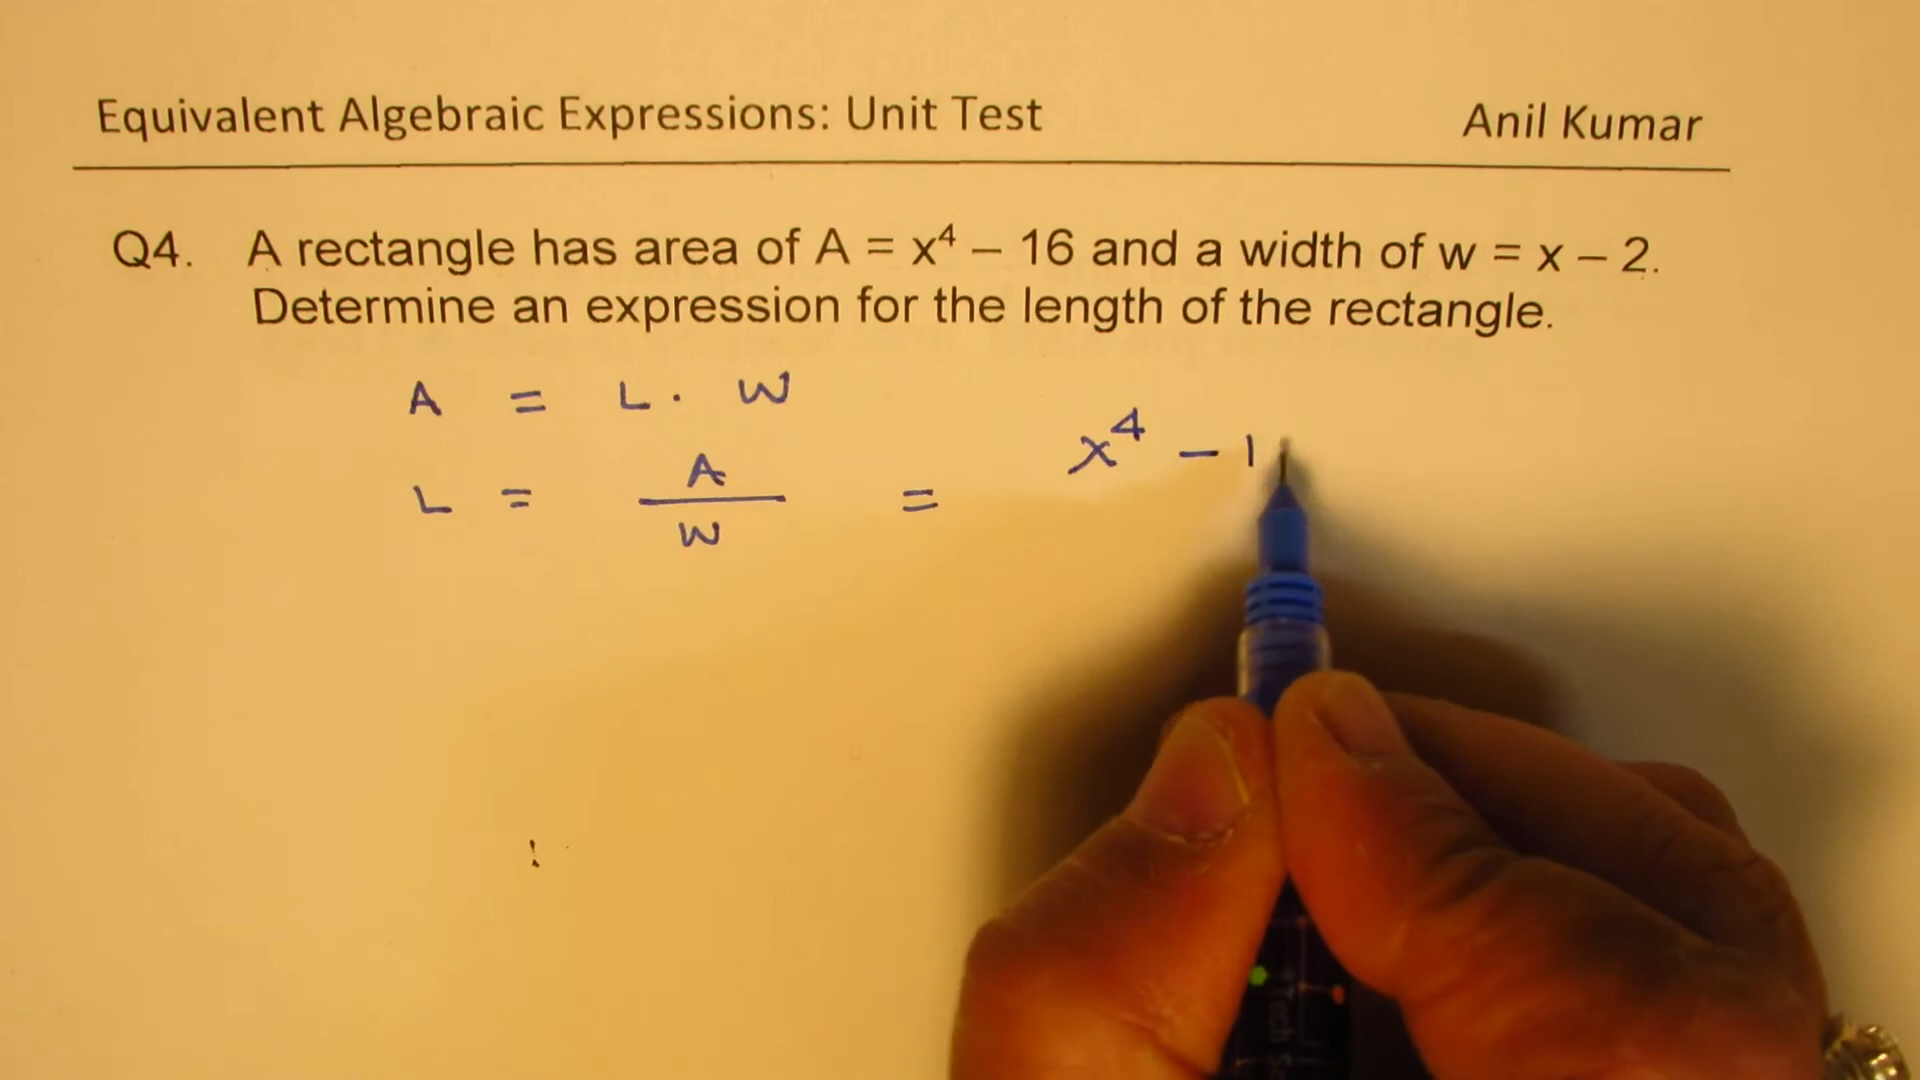 Equivalent Algebraic Expressions: Unit Test Anil Kumar
Q4. A rectangle has area of A = x⁴ – 16 and a width of w = x – 2.
Determine an expression for the length of the rectangle.
A = L . W
L = A/W = x⁴ – 1